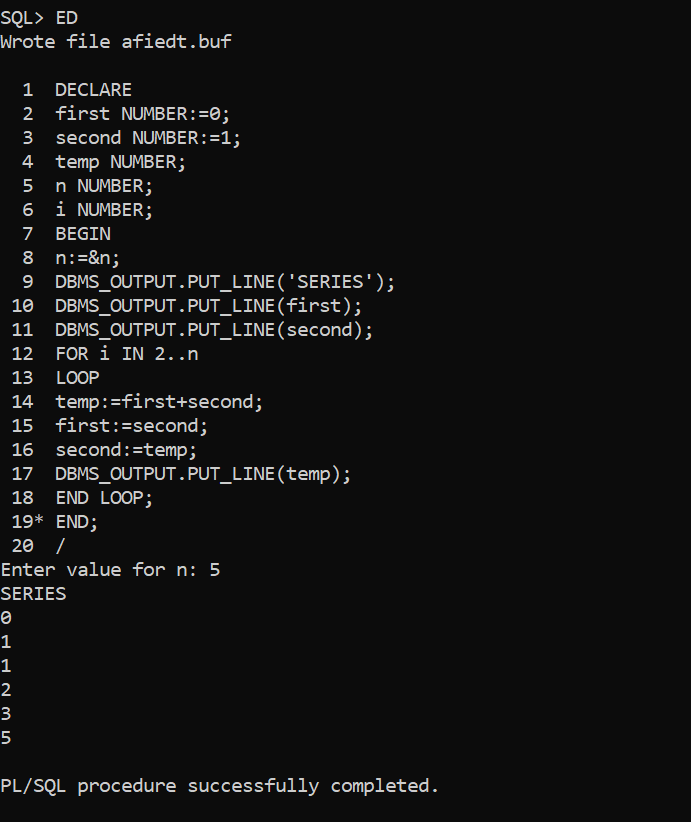 SQL> ED
Wrote file afiedt.buf

  1  DECLARE
  2  first NUMBER:=0;
  3  second NUMBER:=1;
  4  temp NUMBER;
  5  n NUMBER;
  6  i NUMBER;
  7  BEGIN
  8  n:=&n;
  9  DBMS_OUTPUT.PUT_LINE('SERIES');
 10  DBMS_OUTPUT.PUT_LINE(first);
 11  DBMS_OUTPUT.PUT_LINE(second);
 12  FOR i IN 2..n
 13  LOOP
 14  temp:=first+second;
 15  first:=second;
 16  second:=temp;
 17  DBMS_OUTPUT.PUT_LINE(temp);
 18  END LOOP;
 19* END;
 20  /
Enter value for n: 5
SERIES
0
1
1
2
3
5

PL/SQL procedure successfully completed.